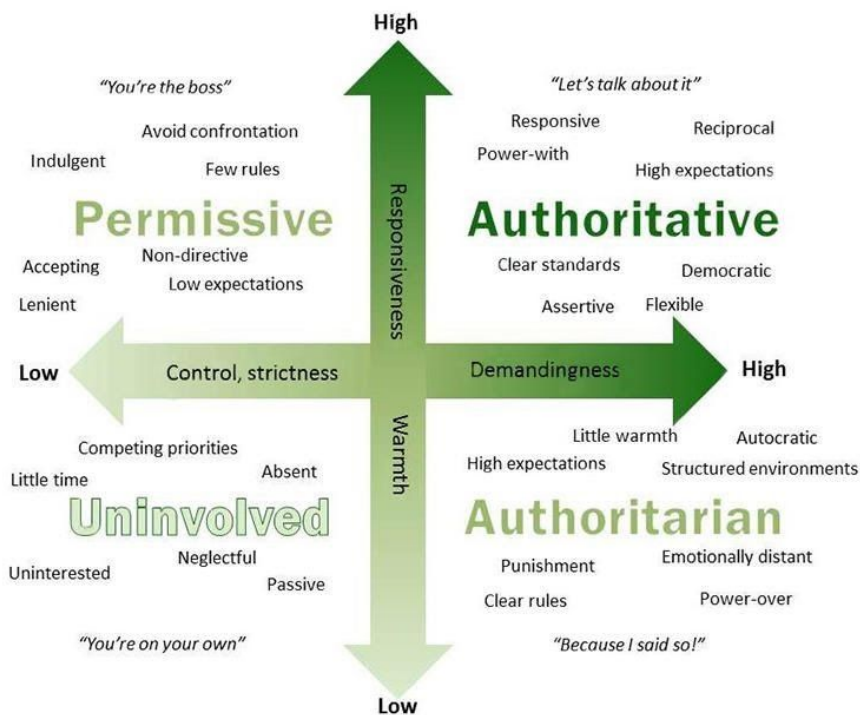 High
“You’re the boss”
Avoid confrontation
Indulgent
Few rules
Permissive
Accepting
Non-directive
Low expectations
Lenient
“Let’s talk about it”
Responsive
Reciprocal
Power-with
High expectations
Authoritative
Clear standards
Democratic
Assertive
Flexible
Responsiveness
Warmth
Low
Control, strictness
Demandingness
High
Competing priorities
Little time
Absent
Uninvolved
Neglectful
Uninterested
Passive
“You’re on your own”
Little warmth
Autocratic
High expectations
Structured environments
Authoritarian
Punishment
Emotionally distant
Clear rules
Power-over
“Because I said so!”
Low